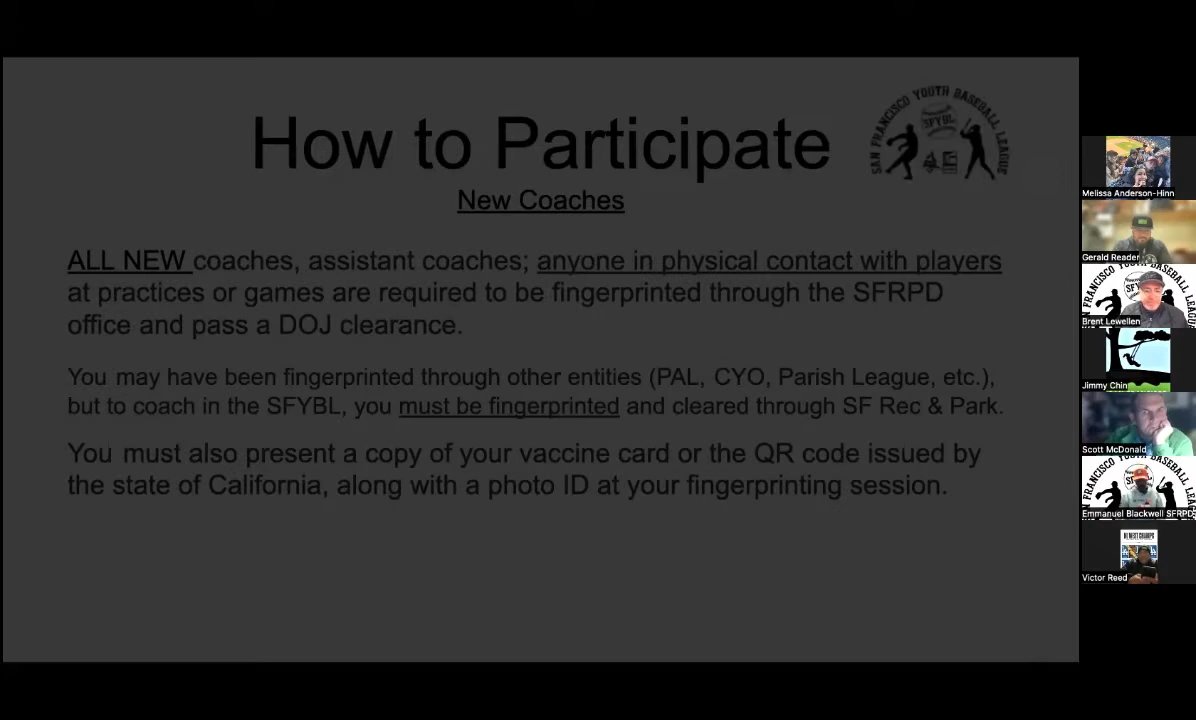 How to Participate
SAN FRANCISCO YOUTH BASEBALL LEAGUE
SFYBL
New Coaches
ALL NEW coaches, assistant coaches; anyone in physical contact with players
at practices or games are required to be fingerprinted through the SFRPD
office and pass a DOJ clearance.
You may have been fingerprinted through other entities (PAL, CYO, Parish League, etc.),
but to coach in the SFYBL, you must be fingerprinted and cleared through SF Rec & Park.
You must also present a copy of your vaccine card or the QR code issued by
the state of California, along with a photo ID at your fingerprinting session.
Melissa Anderson-Hinn
Gerald Reader
Brent Lewellen
Jimmy Chin
Scott McDonald
Emmanuel Blackwell SFRPD
Victor Reed